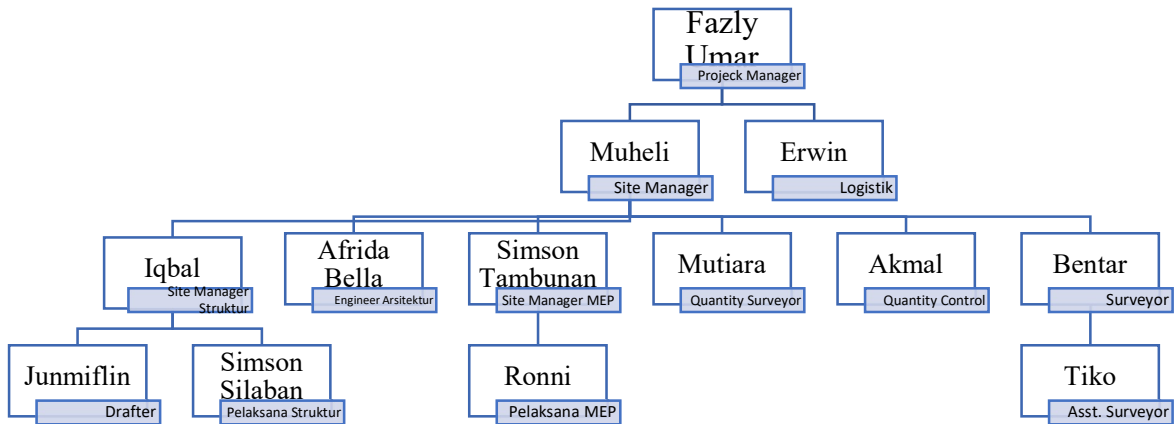 Fazly
Umar
Projeck Manager
Muheli
Site Manager
Erwin
Logistik
Iqbal
Site Manager
Struktur
Afrida
Bella
Engineer Arsitektur
Simson
Tambunan
Site Manager MEP
Mutiara
Quantity Surveyor
Akmal
Quantity Control
Bentar
Surveyor
Junmiflin
Drafter
Simson
Silaban
Pelaksana Struktur
Ronni
Pelaksana MEP
Tiko
Asst. Surveyor